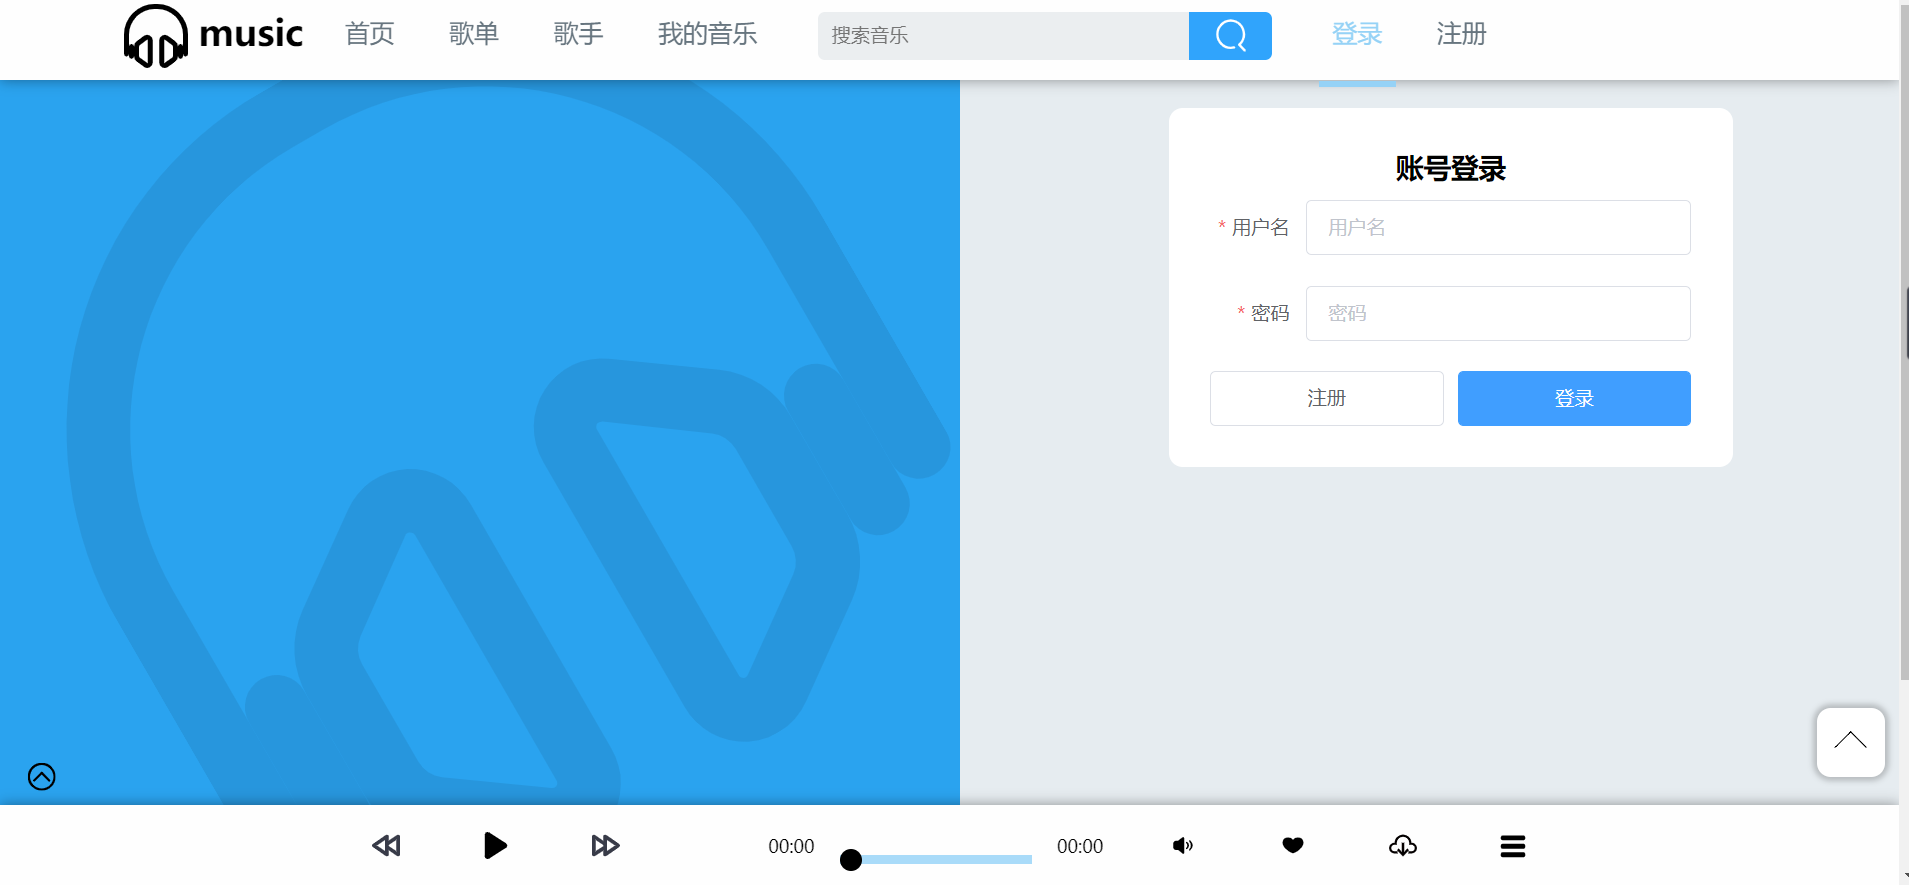 music 首页 歌单 歌手 我的音乐 搜索音乐 登录 注册
账号登录
* 用户名 用户名
* 密码 密码
注册 登录
00:00 00:00